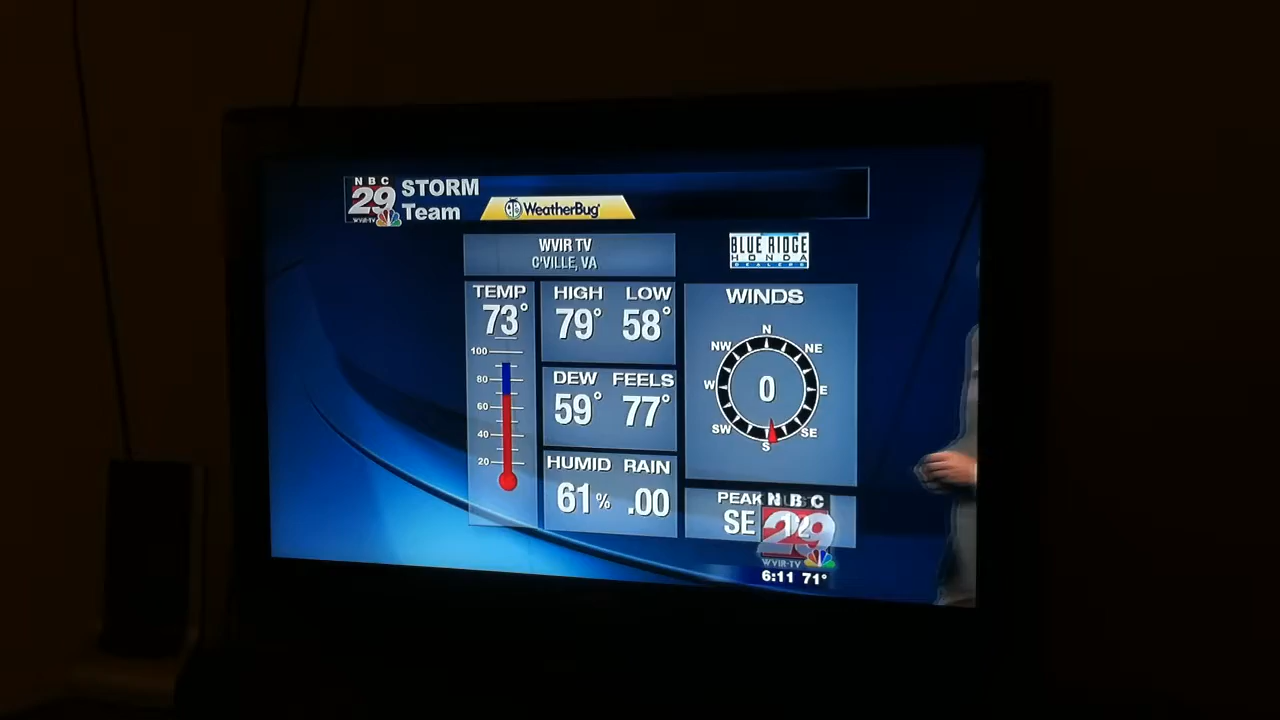 NBC
29
WVIR-TV
STORM
Team
WeatherBug
WVIR TV
C'VILLE, VA
BLUE RIDGE
HONDA
DEALERS
TEMP
73°
100
80
60
40
20
HIGH LOW
79° 58°
DEW FEELS
59° 77°
HUMID RAIN
61% .00
WINDS
N
NW NE
W 0 E
SW SE
S
PEAK
SE 12
NBC
29
WVIR-TV
6:11 71°